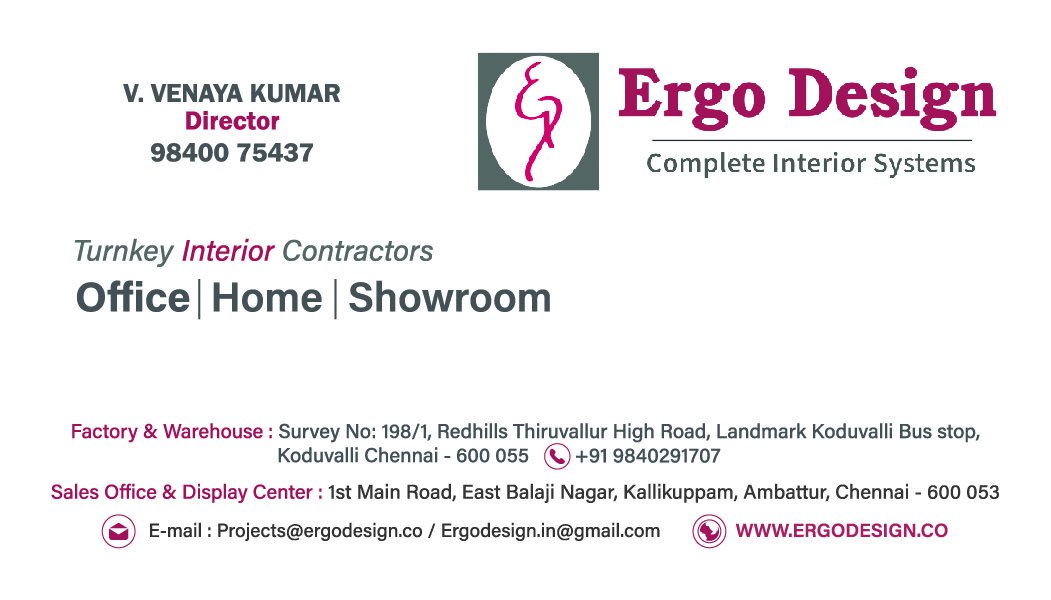 V. VENAYA KUMAR
Director
98400 75437
Ergo Design
Complete Interior Systems
Turnkey Interior Contractors
Office | Home | Showroom
Factory & Warehouse : Survey No: 198/1, Redhills Thiruvallur High Road, Landmark Koduvalli Bus stop,
Koduvalli Chennai - 600 055 +91 9840291707
Sales Office & Display Center : 1st Main Road, East Balaji Nagar, Kallikuppam, Ambattur, Chennai - 600 053
E-mail : Projects@ergodesign.co / Ergodesign.in@gmail.com WWW.ERGODESIGN.CO